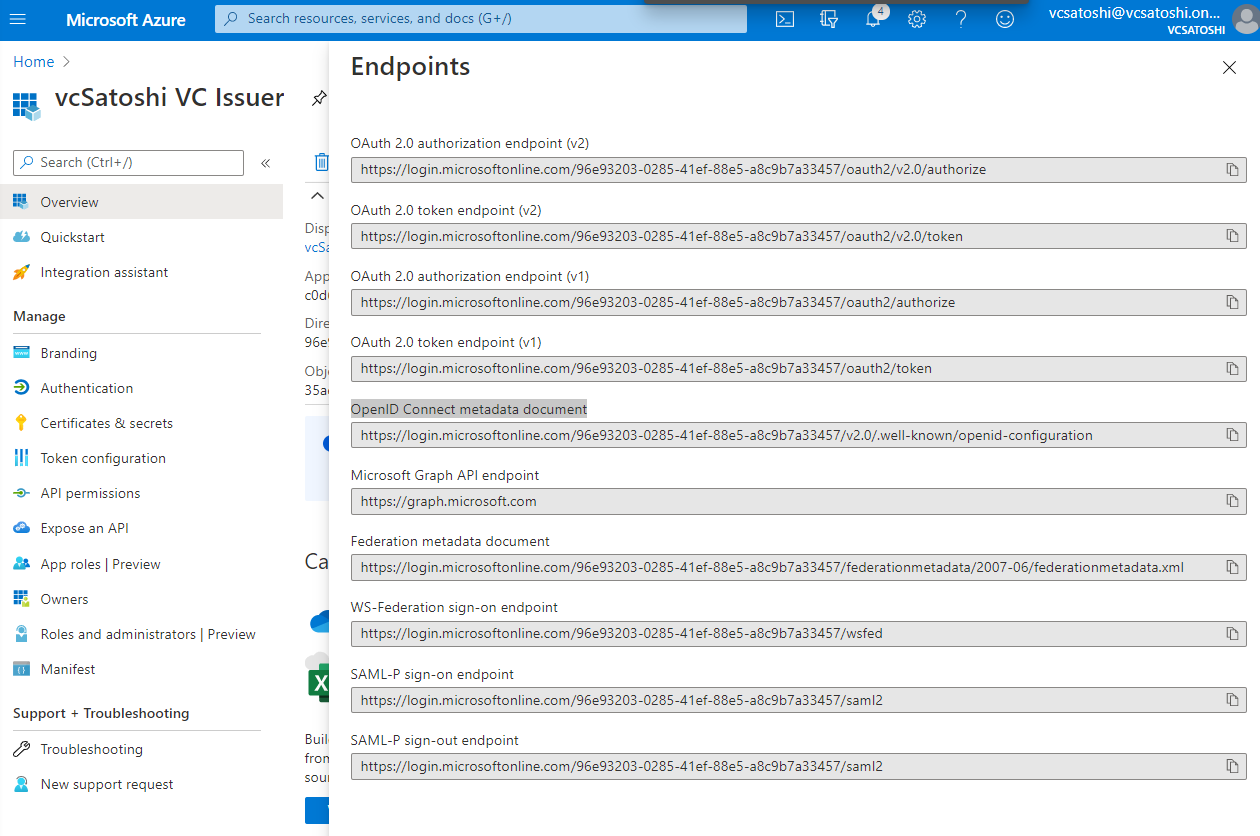 Microsoft Azure
Search resources, services, and docs (G+/)
4
vcsatoshi@vcsatoshi.on...
VCSATOSHI
Home
vcSatoshi VC Issuer
Search (Ctrl+/)
«
Overview
Quickstart
Integration assistant
Manage
Branding
Authentication
Certificates & secrets
Token configuration
API permissions
Expose an API
App roles | Preview
Owners
Roles and administrators | Preview
Manifest
Support + Troubleshooting
Troubleshooting
New support request
Disp
vcSa
App
c0d
Dire
96e9
Obje
35a
Ca
Buil
from
sour
Endpoints
OAuth 2.0 authorization endpoint (v2)
https://login.microsoftonline.com/96e93203-0285-41ef-88e5-a8c9b7a33457/oauth2/v2.0/authorize
OAuth 2.0 token endpoint (v2)
https://login.microsoftonline.com/96e93203-0285-41ef-88e5-a8c9b7a33457/oauth2/v2.0/token
OAuth 2.0 authorization endpoint (v1)
https://login.microsoftonline.com/96e93203-0285-41ef-88e5-a8c9b7a33457/oauth2/authorize
OAuth 2.0 token endpoint (v1)
https://login.microsoftonline.com/96e93203-0285-41ef-88e5-a8c9b7a33457/oauth2/token
OpenID Connect metadata document
https://login.microsoftonline.com/96e93203-0285-41ef-88e5-a8c9b7a33457/v2.0/.well-known/openid-configuration
Microsoft Graph API endpoint
https://graph.microsoft.com
Federation metadata document
https://login.microsoftonline.com/96e93203-0285-41ef-88e5-a8c9b7a33457/federationmetadata/2007-06/federationmetadata.xml
WS-Federation sign-on endpoint
https://login.microsoftonline.com/96e93203-0285-41ef-88e5-a8c9b7a33457/wsfed
SAML-P sign-on endpoint
https://login.microsoftonline.com/96e93203-0285-41ef-88e5-a8c9b7a33457/saml2
SAML-P sign-out endpoint
https://login.microsoftonline.com/96e93203-0285-41ef-88e5-a8c9b7a33457/saml2